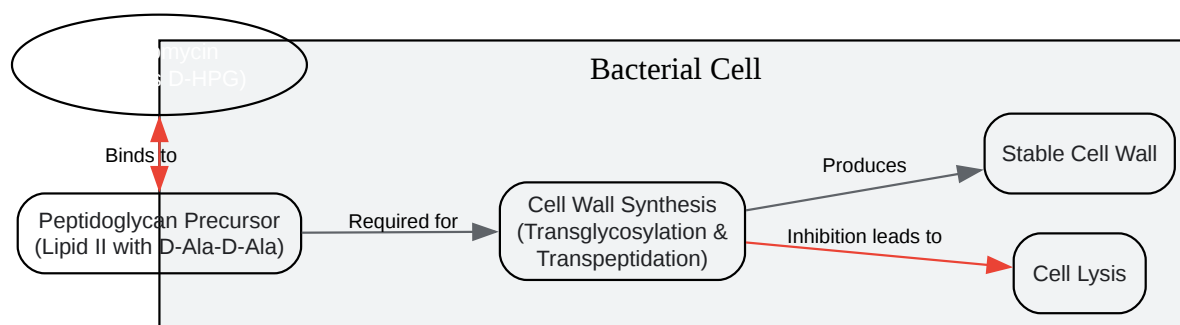 Bacterial Cell
D-HPG)
Binds to
Peptidoglycan Precursor
(Lipid II with D-Ala-D-Ala)
Required for
Cell Wall Synthesis
(Transglycosylation &
Transpeptidation)
Produces
Stable Cell Wall
Inhibition leads to
Cell Lysis